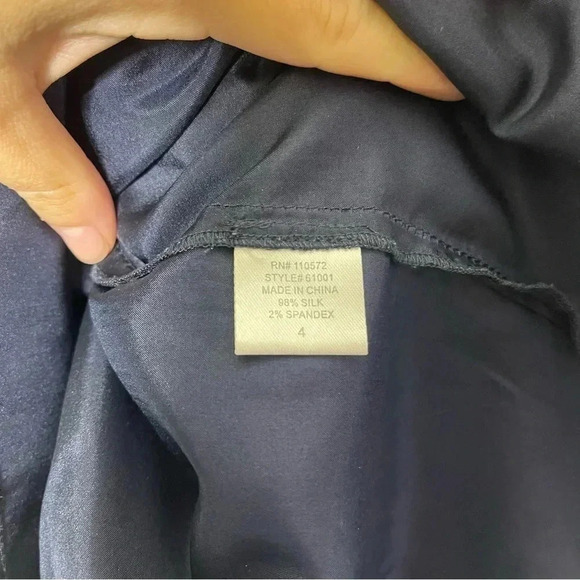 RN# 110572
STYLE# 61001
MADE IN CHINA
98% SILK
2% SPANDEX
4